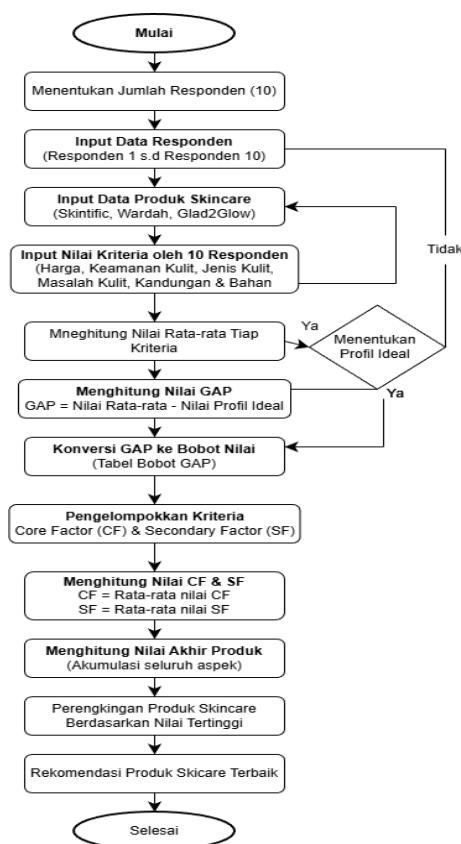 Mulai
Menentukan Jumlah Responden (10)
Input Data Responden
(Responden 1 s.d Responden 10)
Input Data Produk Skincare
(Skintific, Wardah, Glad2Glow)
Tidak
Input Nilai Kriteria oleh 10 Responden
(Harga, Keamanan Kulit, Jenis Kulit,
Masalah Kulit, Kandungan & Bahan
Mneghitung Nilai Rata-rata Tiap
Kriteria
Ya
Menentukan
Profil Ideal
Menghitung Nilai GAP
GAP = Nilai Rata-rata - Nilai Profil Ideal
Ya
Konversi GAP ke Bobot Nilai
(Tabel Bobot GAP)
Pengelompokkan Kriteria
Core Factor (CF) & Secondary Factor (SF)
Menghitung Nilai CF & SF
CF = Rata-rata nilai CF
SF = Rata-rata nilai SF
Menghitung Nilai Akhir Produk
(Akumulasi seluruh aspek)
Perengkingan Produk Skincare
Berdasarkan Nilai Tertinggi
Rekomendasi Produk Skicare Terbaik
Selesai